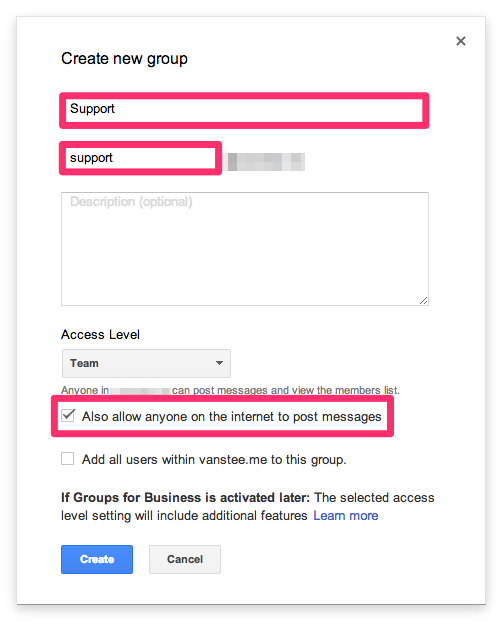 Create new group
Support
support
Description (optional)
Access Level
Team
Anyone in can post messages and view the members list.
Also allow anyone on the internet to post messages
Add all users within vanstee.me to this group.
If Groups for Business is activated later: The selected access
level setting will include additional features Learn more
Create Cancel